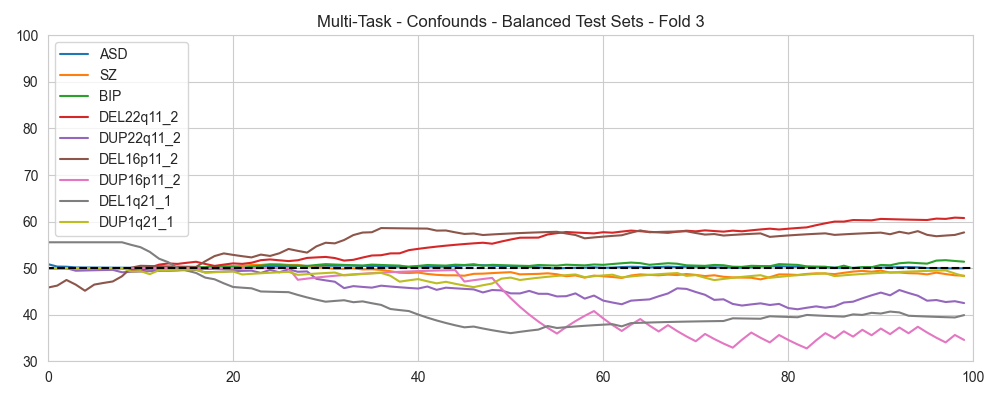 Multi-Task - Confounds - Balanced Test Sets - Fold 3
100
90
80
70
60
50
40
30
ASD
SZ
BIP
DEL22q11_2
DUP22q11_2
DEL16p11_2
DUP16p11_2
DEL1q21_1
DUP1q21_1
0
20
40
60
80
100